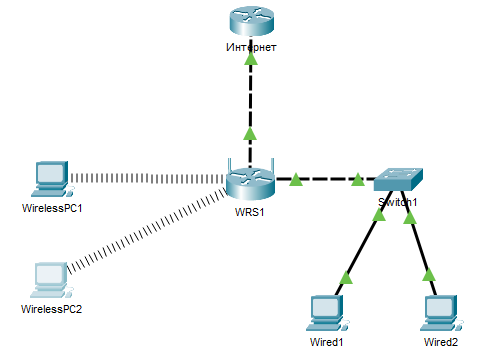 Интернет
WirelessPC1
WRS1
Switch1
WirelessPC2
Wired1
Wired2